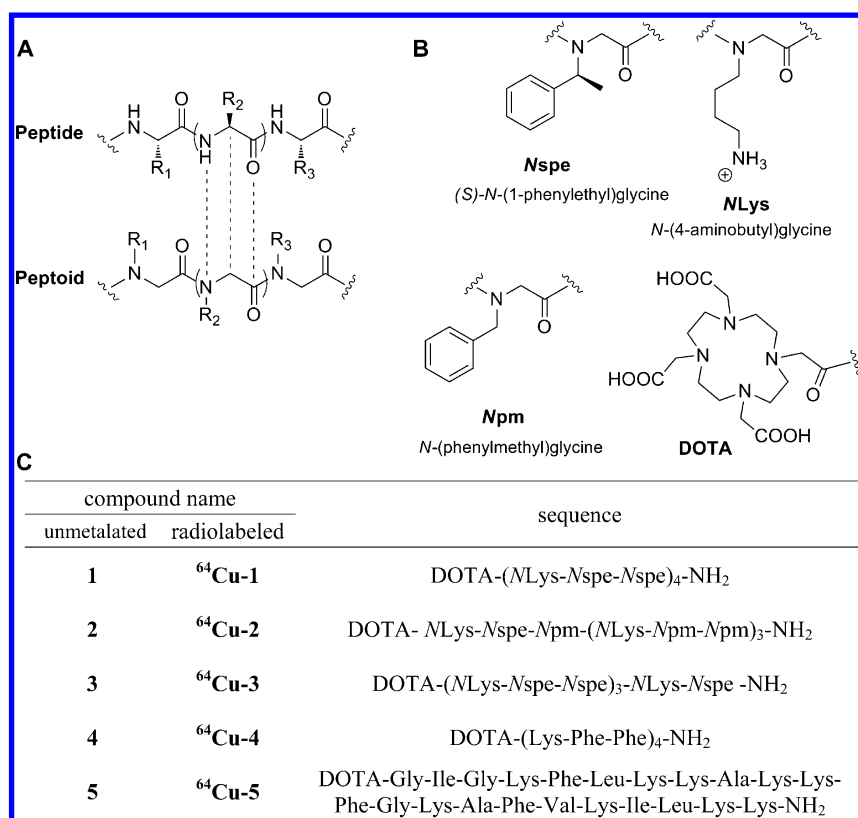 A
B
Peptide
H
N
O
R1
(
N
H
R2
O
)
H
N
R3
O
Peptoid
R1
N
O
(
N
R2
O
)
R3
N
O
N
O
Nspe
(S)-N-(1-phenylethyl)glycine
N
O
NH3
⊕
NLys
N-(4-aminobutyl)glycine
N
O
Npm
N-(phenylmethyl)glycine
HOOC
N
N
N
O
HOOC
N
COOH
DOTA
C
compound name
sequence
unmetalated radiolabeled
1 64Cu-1 DOTA-(NLys-Nspe-Nspe)4-NH2
2 64Cu-2 DOTA- NLys-Nspe-Npm-(NLys-Npm-Npm)3-NH2
3 64Cu-3 DOTA-(NLys-Nspe-Nspe)3-NLys-Nspe -NH2
4 64Cu-4 DOTA-(Lys-Phe-Phe)4-NH2
5 64Cu-5 DOTA-Gly-Ile-Gly-Lys-Phe-Leu-Lys-Lys-Ala-Lys-Lys-
Phe-Gly-Lys-Ala-Phe-Val-Lys-Ile-Leu-Lys-Lys-NH2